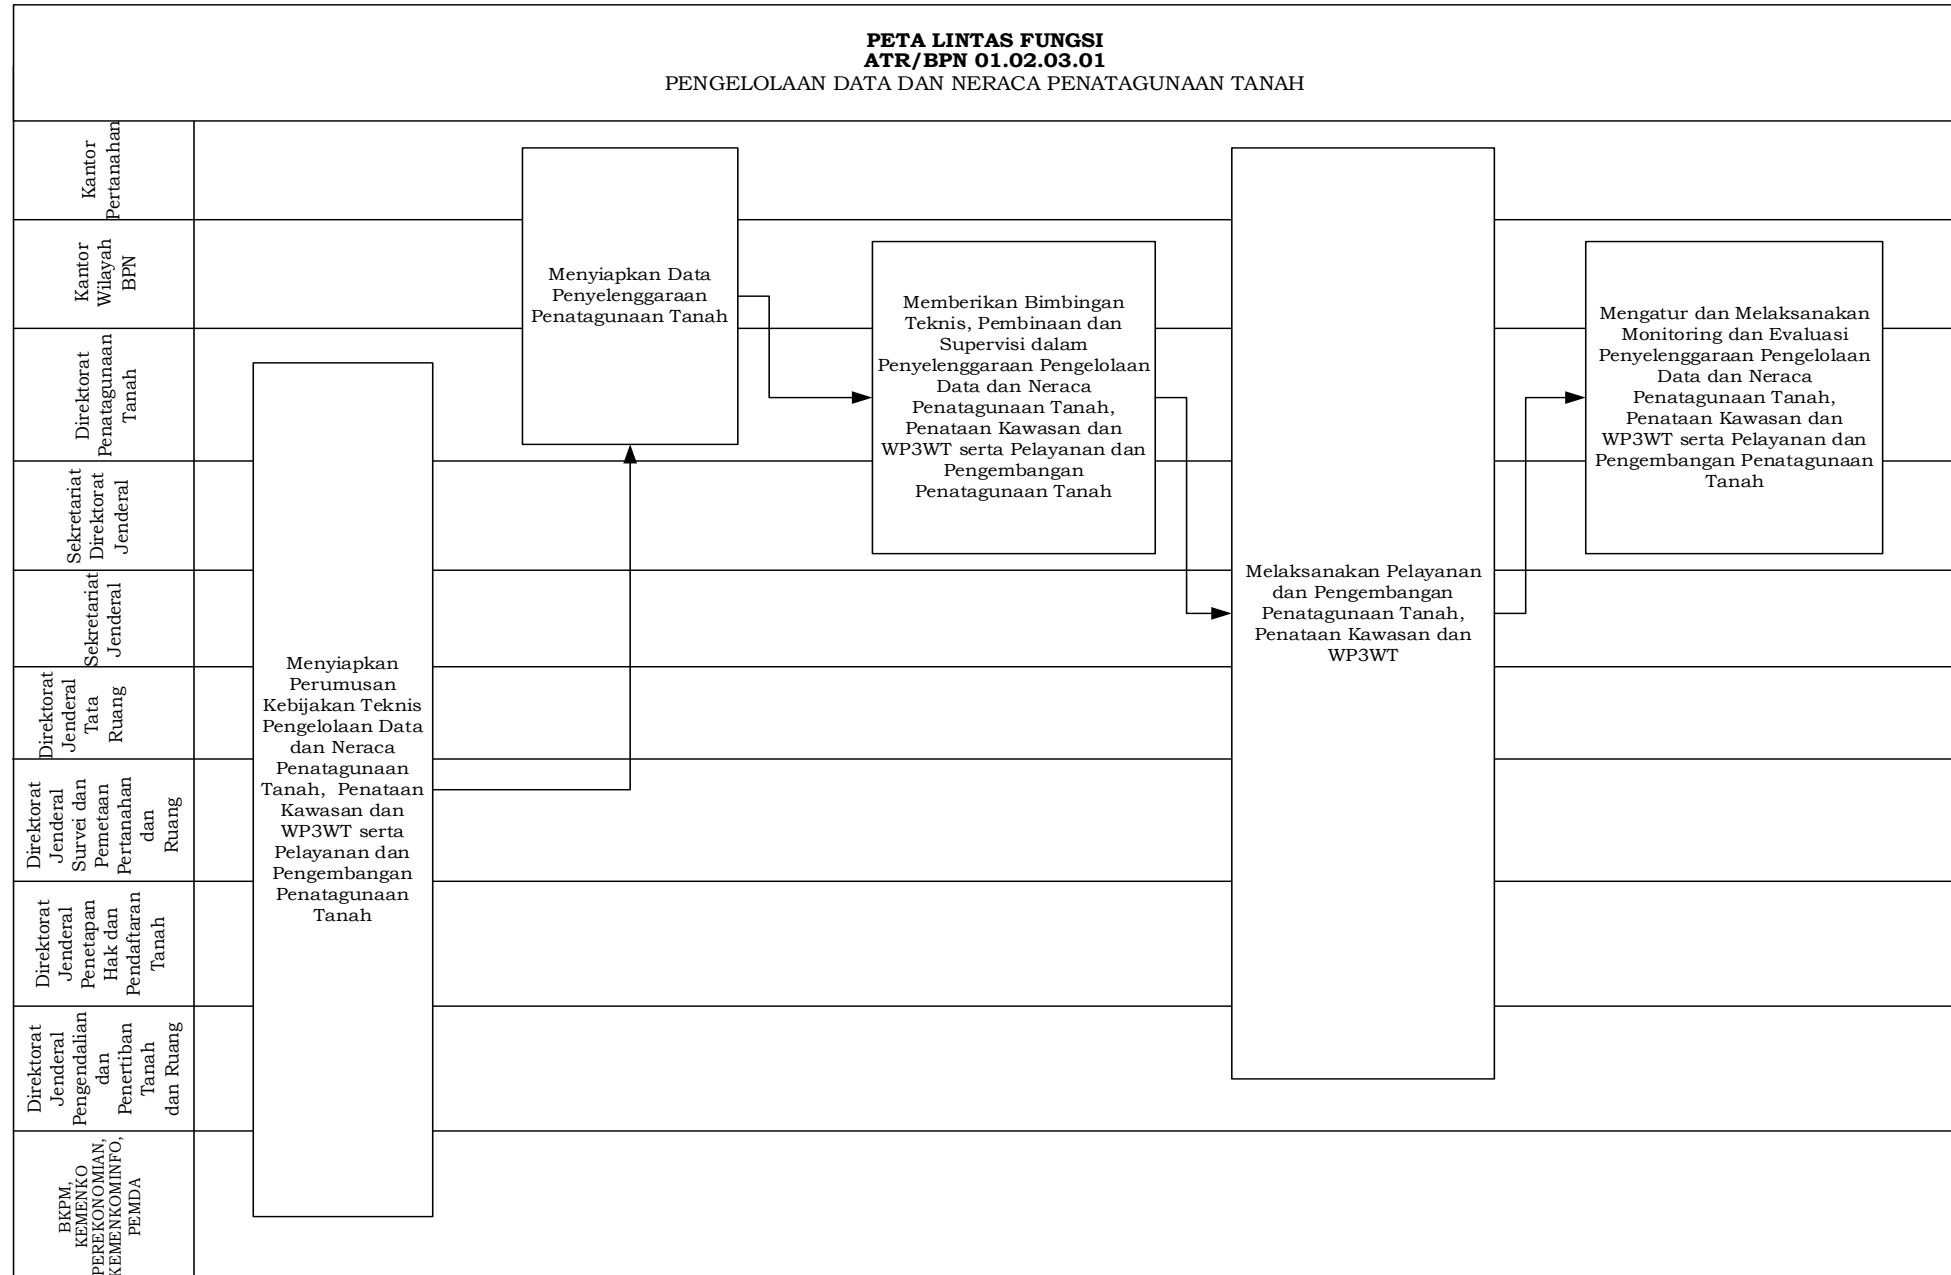 PETA LINTAS FUNGSI
ATR/BPN 01.02.03.01
PENGELOLAAN DATA DAN NERACA PENATAGUNAAN TANAH
Kantor
Pertanahan
Kantor
Wilayah
BPN
Direktorat
Penatagunaan
Tanah
Sekretariat
Direktorat
Jenderal
Sekretariat
Jenderal
Direktorat
Jenderal
Tata
Ruang
Direktorat
Jenderal
Survei dan
Pemetaan
Pertanahan
dan
Ruang
Direktorat
Jenderal
Penetapan
Hak dan
Pendaftaran
Tanah
Direktorat
Jenderal
Pengendalian
dan
Penertiban
Tanah
dan Ruang
BKPM,
KEMENKO
PEREKONOMIAN,
KEMENKOMINFO,
PEMDA
Menyiapkan
Perumusan
Kebijakan Teknis
Pengelolaan Data
dan Neraca
Penatagunaan
Tanah, Penataan
Kawasan dan
WP3WT serta
Pelayanan dan
Pengembangan
Penatagunaan
Tanah
Menyiapkan Data
Penyelenggaraan
Penatagunaan Tanah
Memberikan Bimbingan
Teknis, Pembinaan dan
Supervisi dalam
Penyelenggaraan Pengelolaan
Data dan Neraca
Penatagunaan Tanah,
Penataan Kawasan dan
WP3WT serta Pelayanan dan
Pengembangan
Penatagunaan Tanah
Melaksanakan Pelayanan
dan Pengembangan
Penatagunaan Tanah,
Penataan Kawasan dan
WP3WT
Mengatur dan Melaksanakan
Monitoring dan Evaluasi
Penyelenggaraan Pengelolaan
Data dan Neraca
Penatagunaan Tanah,
Penataan Kawasan dan
WP3WT serta Pelayanan dan
Pengembangan Penatagunaan
Tanah